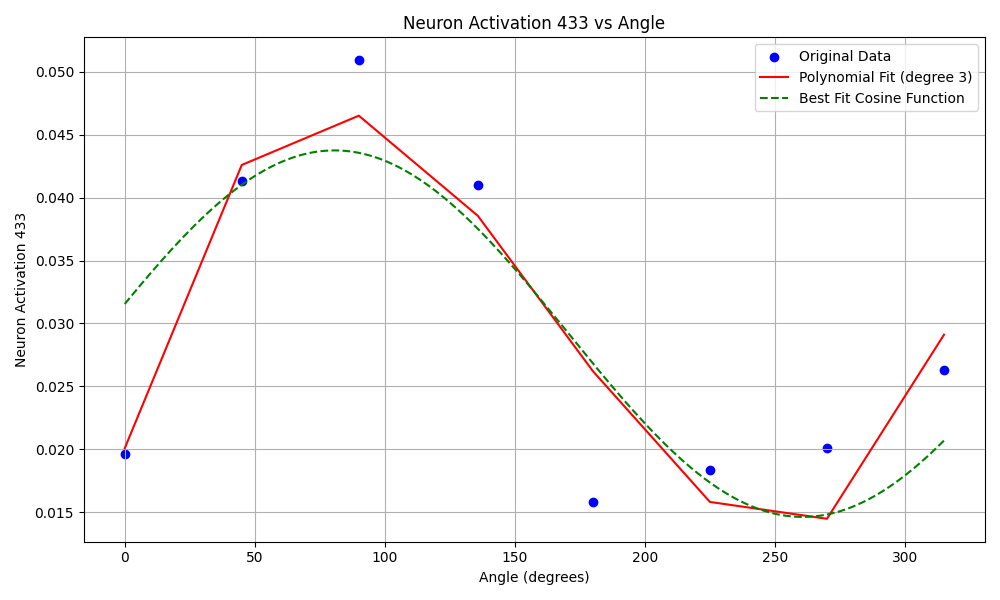 Neuron Activation 433 vs Angle
Original Data
Polynomial Fit (degree 3)
Best Fit Cosine Function
Neuron Activation 433
0.050
0.045
0.040
0.035
0.030
0.025
0.020
0.015
0
50
100
150
200
250
300
Angle (degrees)